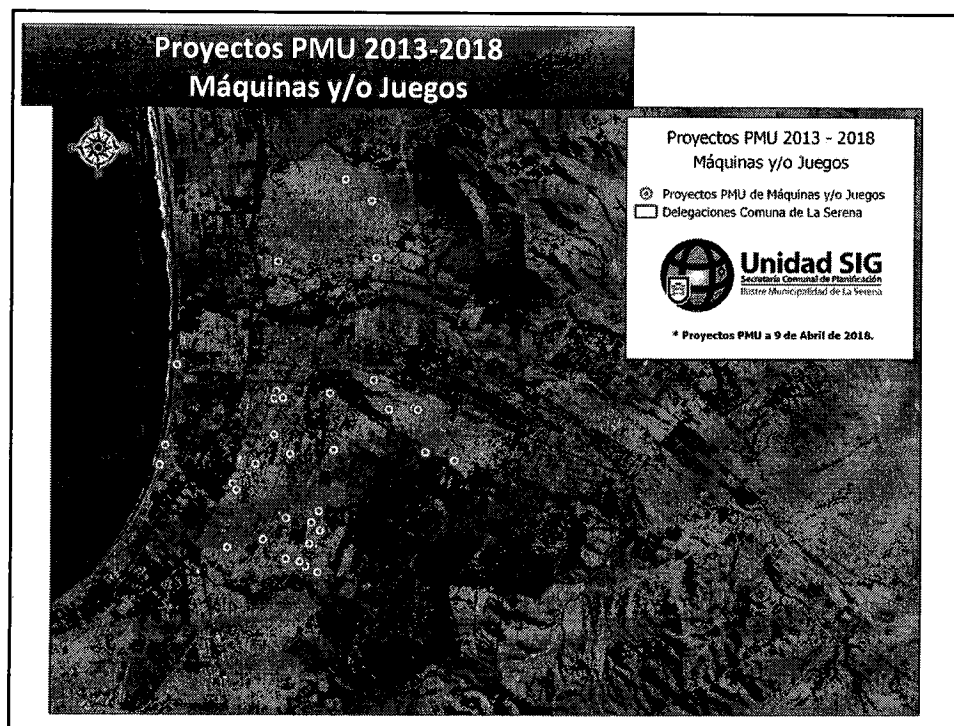 Proyectos PMU 2013-2018
Máquinas y/o Juegos
Proyectos PMU 2013 - 2018
Máquinas y/o Juegos
Proyectos PMU de Máquinas y/o Juegos
Delegaciones Comuna de La Serena
Unidad SIG
Secretaría Comunal de Planificación
Ilustre Municipalidad de La Serena
* Proyectos PMU a 9 de Abril de 2018.